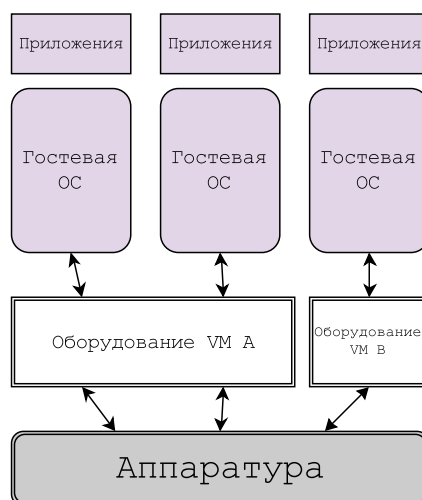 Приложения Приложения Приложения
Гостевая Гостевая Гостевая
ОС ОС ОС
Оборудование VM A
Оборудование
VM B
Аппаратура